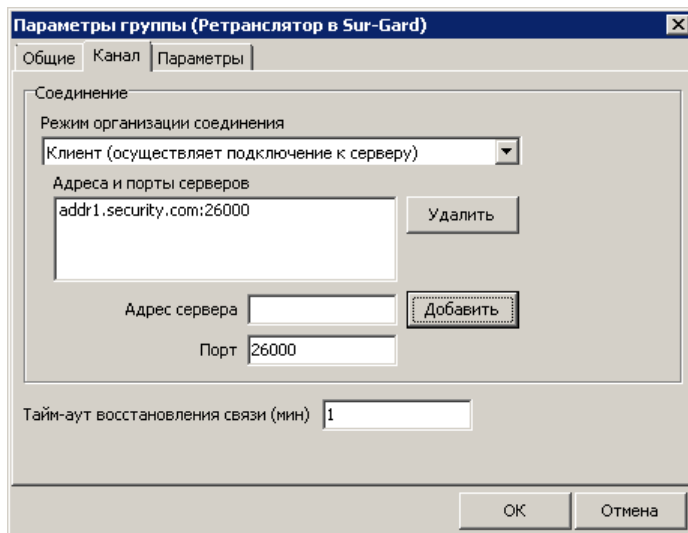 Параметры группы (Ретранслятор в Sur-Gard)
Общие Канал Параметры
Соединение
Режим организации соединения
Клиент (осуществляет подключение к серверу)
Адреса и порты серверов
addr1.security.com:26000
Удалить
Адрес сервера
Добавить
Порт 26000
Тайм-аут восстановления связи (мин) 1
ОК Отмена